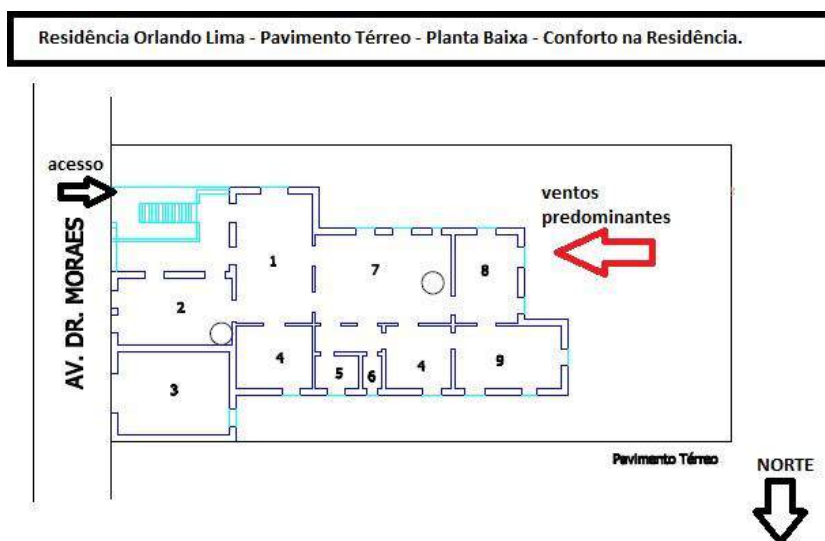 Residência Orlando Lima - Pavimento Térreo - Planta Baixa - Conforto na Residência.
acesso
ventos
predominantes
AV. DR. MORAES
1
7
8
2
4
5
6
4
9
3
Pavimento Térreo
NORTE